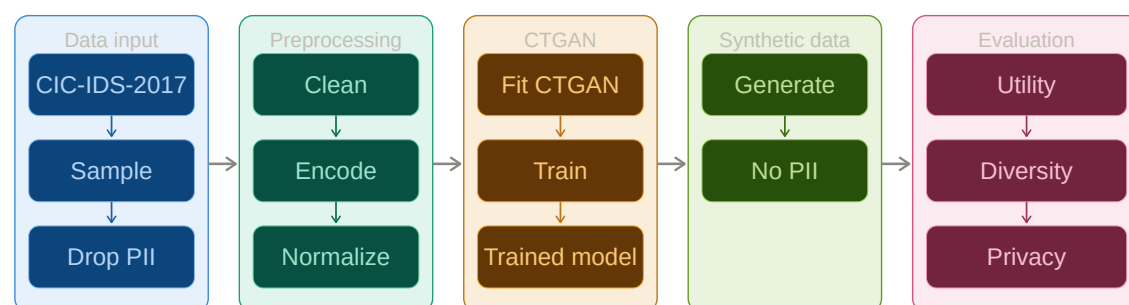 Data input
CIC-IDS-2017
Sample
Drop PII
Preprocessing
Clean
Encode
Normalize
CTGAN
Fit CTGAN
Train
Trained model
Synthetic data
Generate
No PII
Evaluation
Utility
Diversity
Privacy